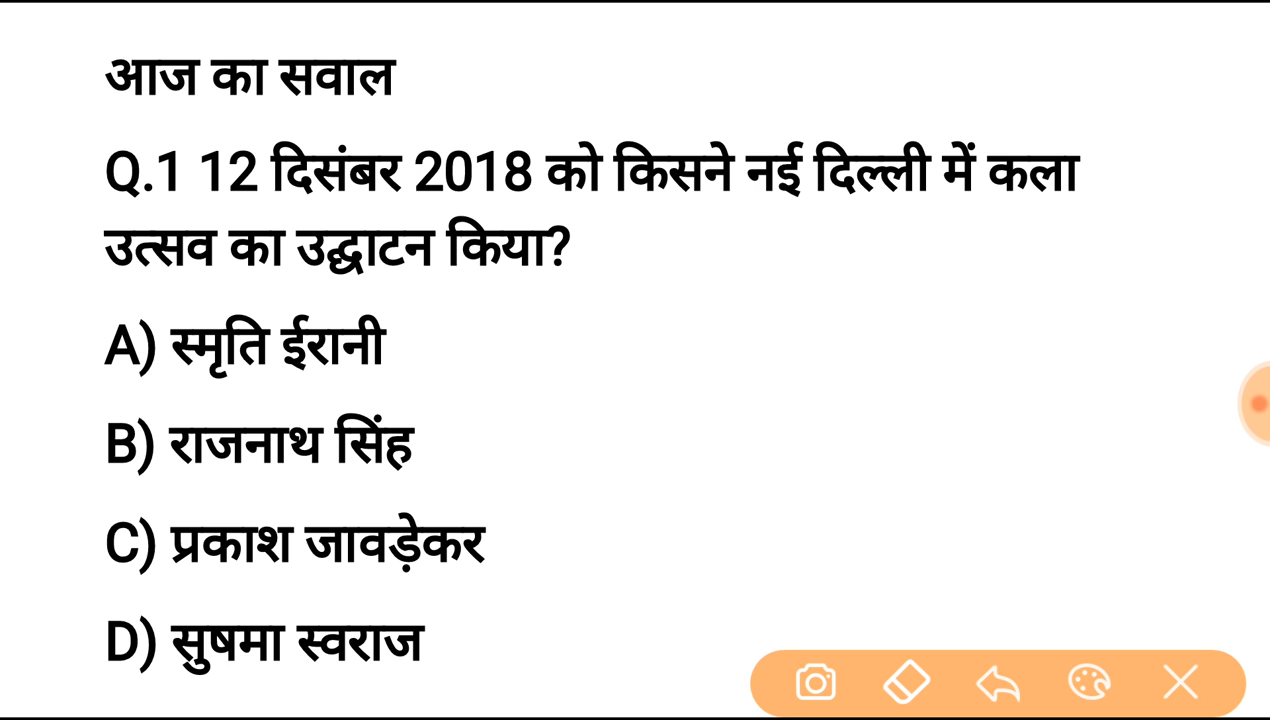 आज का सवाल
Q.1 12 दिसंबर 2018 को किसने नई दिल्ली में कला
उत्सव का उद्घाटन किया?
A) स्मृति ईरानी
B) राजनाथ सिंह
C) प्रकाश जावड़ेकर
D) सुषमा स्वराज